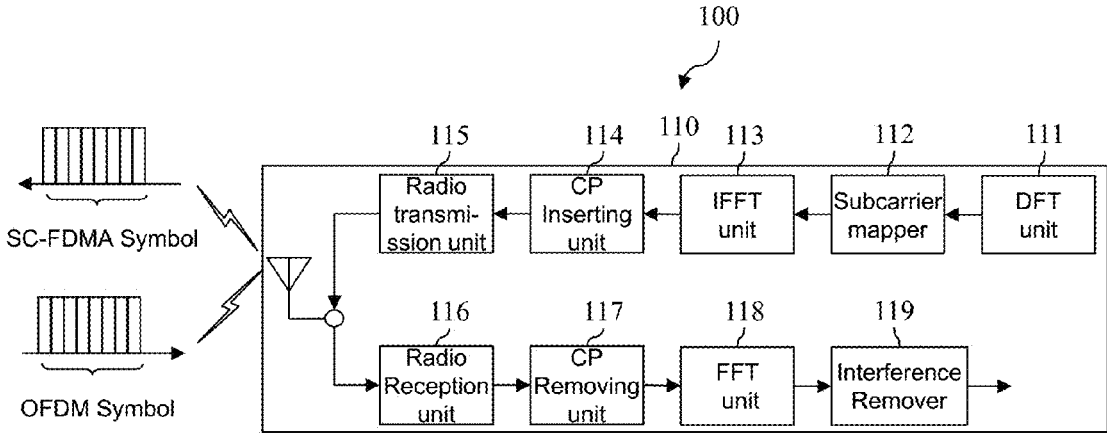 100
115
114
110
113
112
111
Radio
transmi-
ssion unit
CP
Inserting
unit
IFFT
unit
Subcarrier
mapper
DFT
unit
SC-FDMA Symbol
116
117
118
119
Radio
Reception
unit
CP
Removing
unit
FFT
unit
Interference
Remover
OFDM Symbol